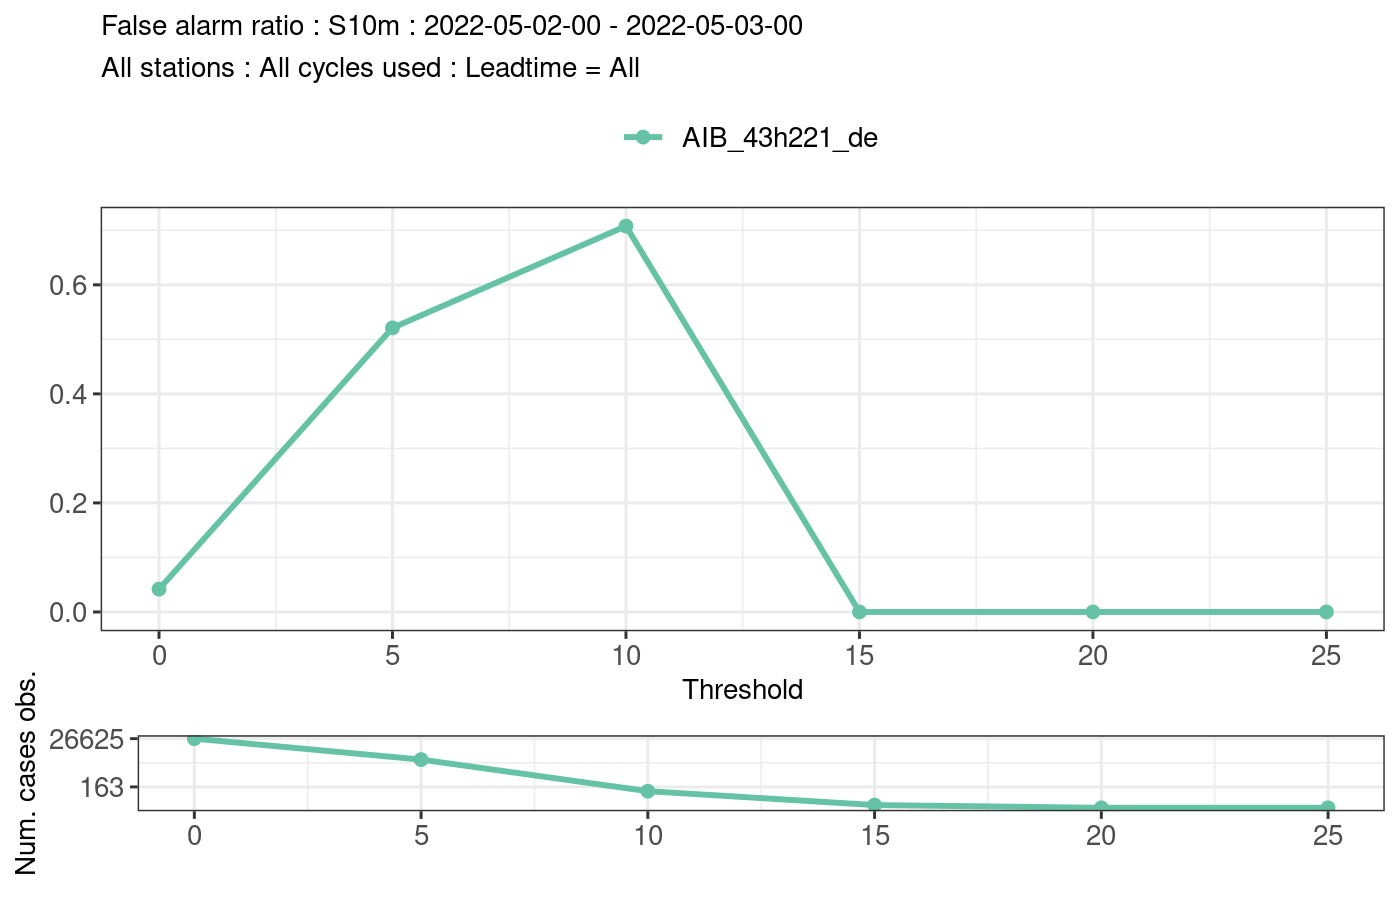 False alarm ratio : S10m : 2022-05-02-00 - 2022-05-03-00
All stations : All cycles used : Leadtime = All
AIB_43h221_de
0.6
0.4
0.2
0.0
0 5 10 15 20 25
Threshold
Num. cases obs.
26625
163
0 5 10 15 20 25